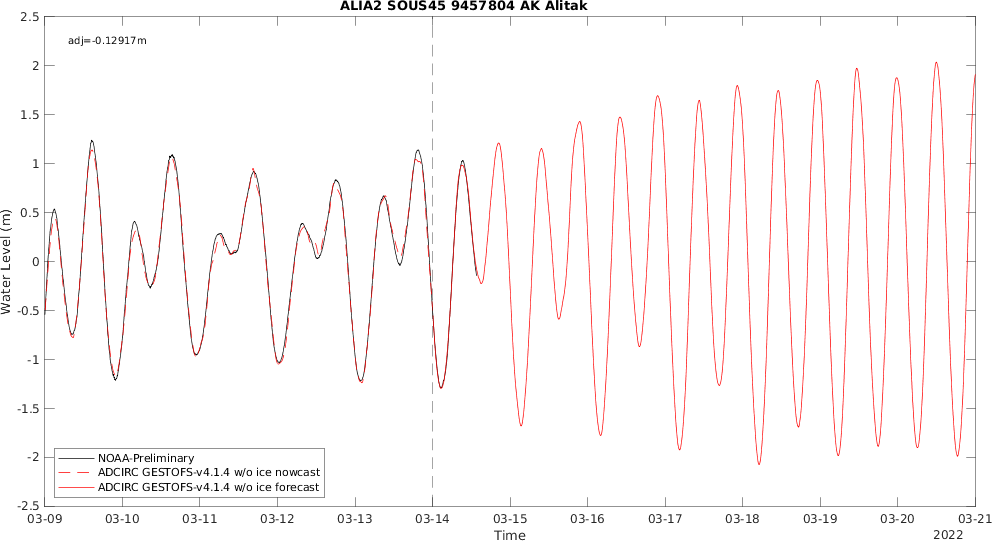 ALIA2 SOUS45 9457804 AK Alitak
adj=-0.12917m
2.5
2
1.5
1
0.5
0
-0.5
-1
-1.5
-2
-2.5
Water Level (m)
NOAA-Preliminary
ADCIRC GESTOFS-v4.1.4 w/o ice nowcast
ADCIRC GESTOFS-v4.1.4 w/o ice forecast
03-09 03-10 03-11 03-12 03-13 03-14 03-15 03-16 03-17 03-18 03-19 03-20 03-21
Time
2022